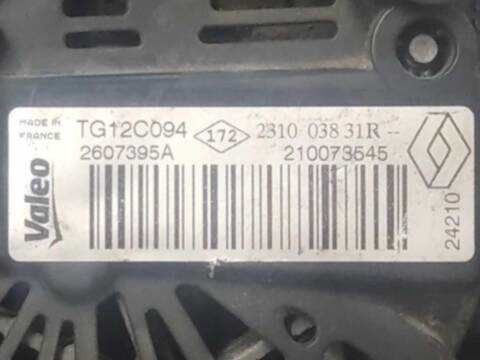 MADE IN
FRANCE
TG12C094 172 2310 038 31R --
2607395A 210073545
Valeo
24210